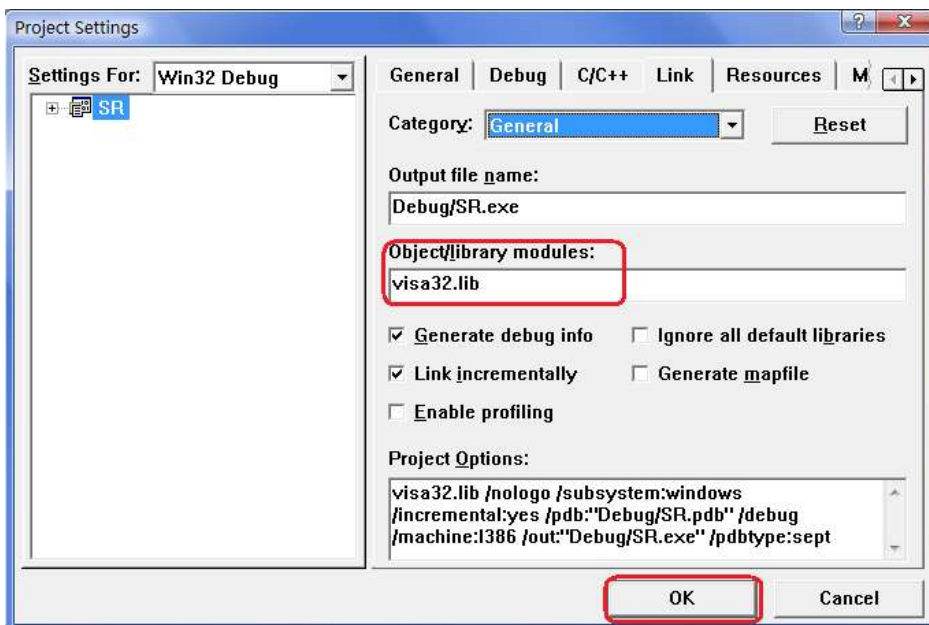 Project Settings
Settings For: Win32 Debug
SR
General Debug C/C++ Link Resources M
Category: General Reset
Output file name:
Debug/SR.exe
Object/library modules:
visa32.lib
Generate debug info Ignore all default libraries
Link incrementally Generate mapfile
Enable profiling
Project Options:
visa32.lib /nologo /subsystem:windows
/incremental:yes /pdb:"Debug/SR.pdb" /debug
/machine:I386 /out:"Debug/SR.exe" /pdbtype:sept
OK Cancel